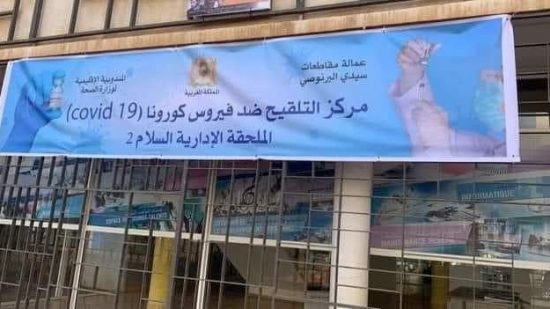 عمالة مقاطعات
سيدي البرنوصي
المملكة المغربية
المندوبية الإقليمية
لوزارة الصحة
مركز التلقيح ضد فيروس كورونا (covid 19)
الملحقة الإدارية السلام 2
INFORMATIQUE